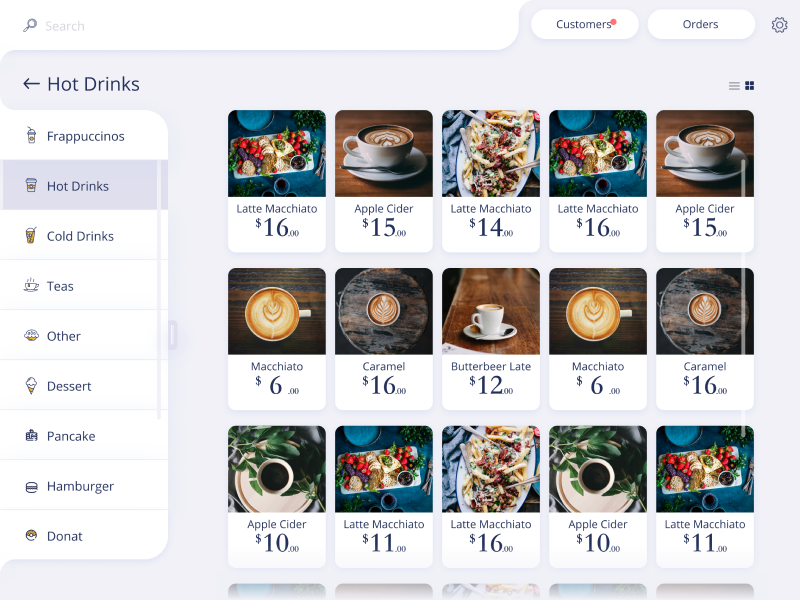 Search
Customers
Orders
Hot Drinks
Frappuccinos
Hot Drinks
Cold Drinks
Teas
Other
Dessert
Pancake
Hamburger
Donat
Latte Macchiato
$16.00
Apple Cider
$15.00
Latte Macchiato
$14.00
Latte Macchiato
$16.00
Apple Cider
$15.00
Macchiato
$ 6 .00
Caramel
$16.00
Butterbeer Late
$12.00
Macchiato
$ 6 .00
Caramel
$16.00
Apple Cider
$10.00
Latte Macchiato
$11.00
Latte Macchiato
$16.00
Apple Cider
$10.00
Latte Macchiato
$11.00